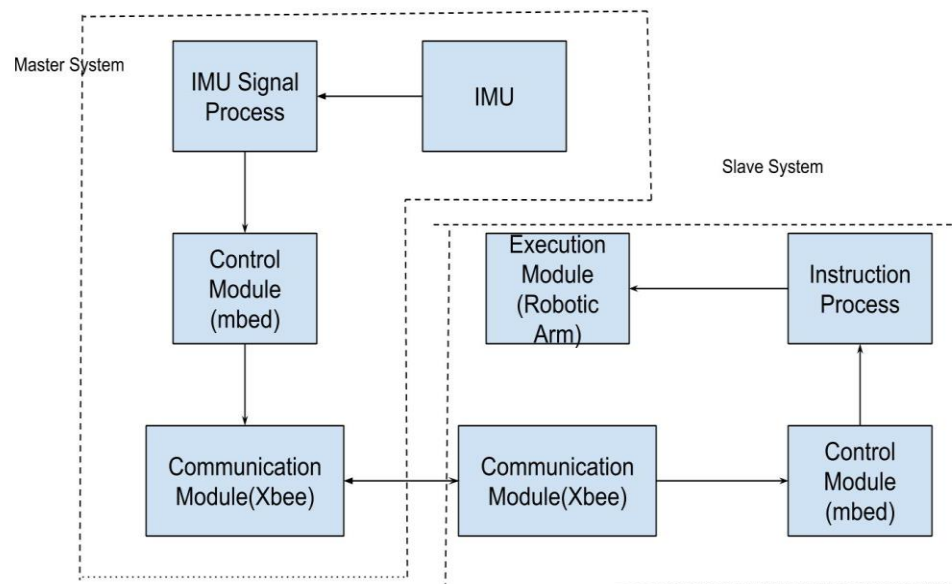 Master System
IMU Signal
Process
IMU
Slave System
Control
Module
(mbed)
Execution
Module
(Robotic
Arm)
Instruction
Process
Communication
Module(Xbee)
Communication
Module(Xbee)
Control
Module
(mbed)